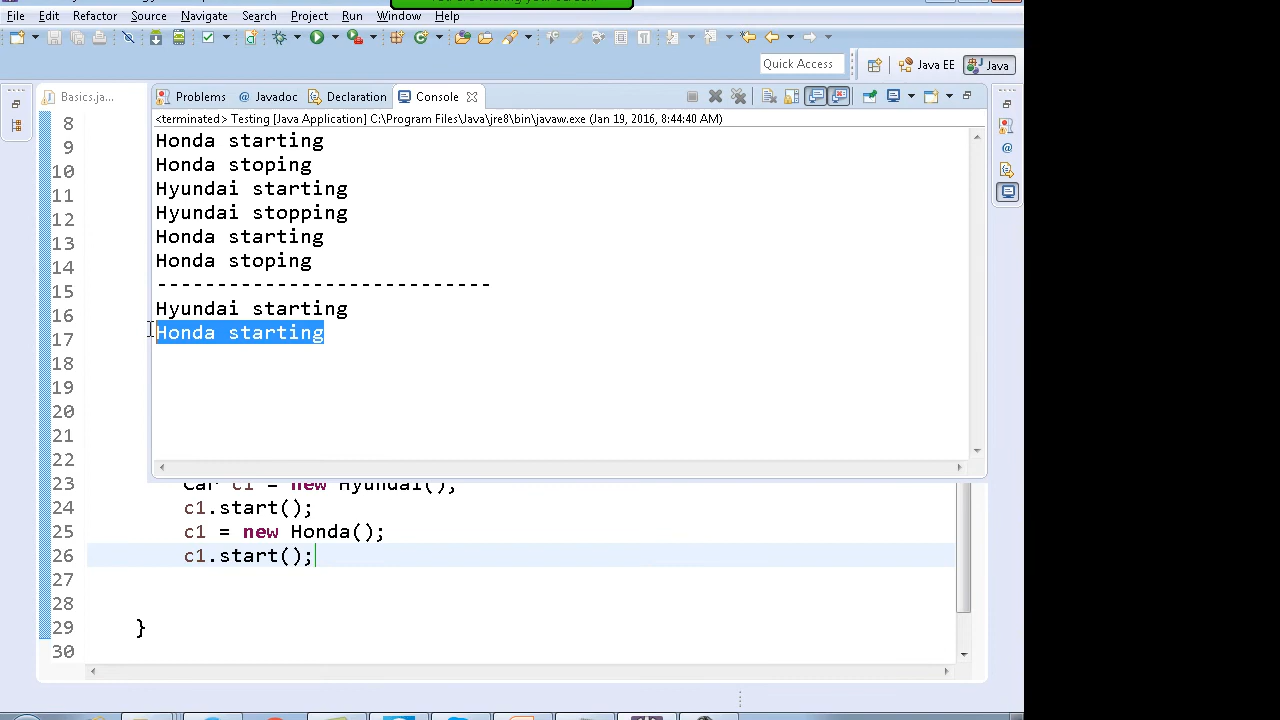 File Edit Refactor Source Navigate Search Project Run Window Help
Quick Access
Java EE
Java
Basics.ja...
Problems
@ Javadoc
Declaration
Console
<terminated> Testing [Java Application] C:\Program Files\Java\jre8\bin\javaw.exe (Jan 19, 2016, 8:44:40 AM)
8
9
10
11
12
13
14
15
16
17
18
19
20
21
22
Honda starting
Honda stoping
Hyundai starting
Hyundai stopping
Honda starting
Honda stoping
----------------------------
Hyundai starting
Honda starting
23 Car c1 = new Hyundai();
24 c1.start();
25 c1 = new Honda();
26 c1.start();
27
28
29 }
30